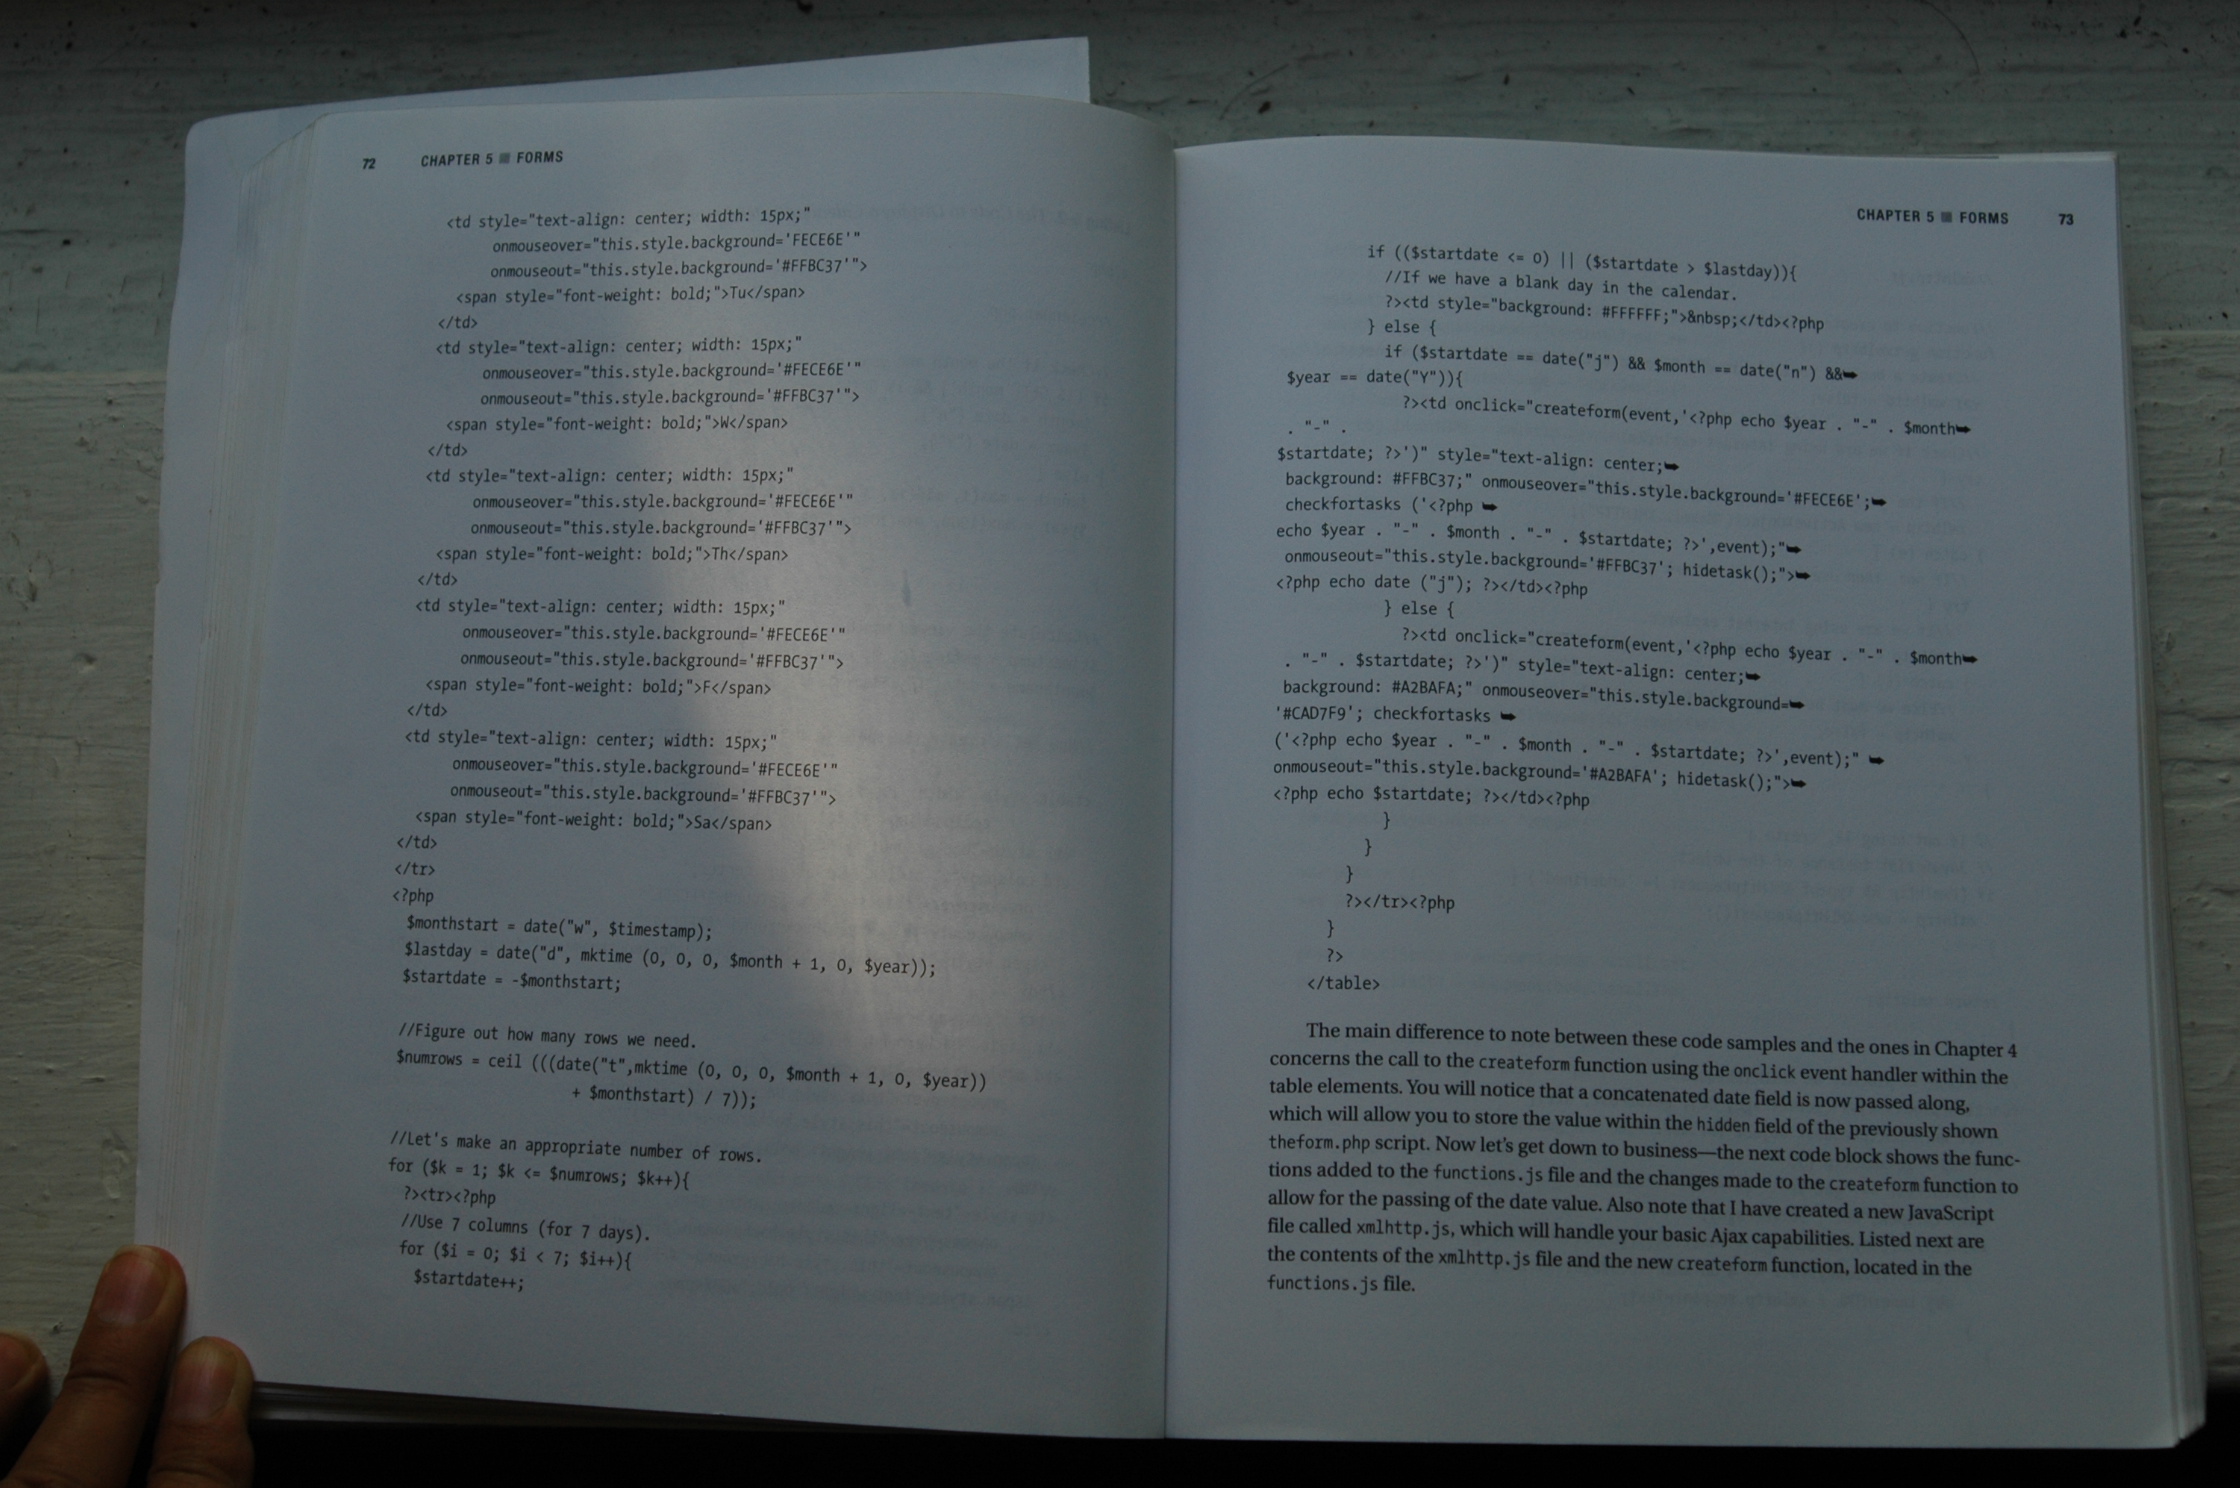 72 CHAPTER 5 ■ FORMS
<td style="text-align: center; width: 15px;"
onmouseover="this.style.background='FECE6E'"
onmouseout="this.style.background='#FFBC37'">
<span style="font-weight: bold;">Tu</span>
</td>
<td style="text-align: center; width: 15px;"
onmouseover="this.style.background='#FECE6E'"
onmouseout="this.style.background='#FFBC37'">
<span style="font-weight: bold;">W</span>
</td>
<td style="text-align: center; width: 15px;"
onmouseover="this.style.background='#FECE6E'"
onmouseout="this.style.background='#FFBC37'">
<span style="font-weight: bold;">Th</span>
</td>
<td style="text-align: center; width: 15px;"
onmouseover="this.style.background='#FECE6E'"
onmouseout="this.style.background='#FFBC37'">
<span style="font-weight: bold;">F</span>
</td>
<td style="text-align: center; width: 15px;"
onmouseover="this.style.background='#FECE6E'"
onmouseout="this.style.background='#FFBC37'">
<span style="font-weight: bold;">Sa</span>
</td>
</tr>
<?php
$monthstart = date("w", $timestamp);
$lastday = date("d", mktime (0, 0, 0, $month + 1, 0, $year));
$startdate = -$monthstart;
//Figure out how many rows we need.
$numrows = ceil (((date("t",mktime (0, 0, 0, $month + 1, 0, $year))
+ $monthstart) / 7));
//Let's make an appropriate number of rows.
for ($k = 1; $k <= $numrows; $k++){
?><tr><?php
//Use 7 columns (for 7 days).
for ($i = 0; $i < 7; $i++){
$startdate++;
CHAPTER 5 ■ FORMS 73
if (($startdate <= 0) || ($startdate > $lastday)){
//If we have a blank day in the calendar.
?><td style="background: #FFFFFF;">&nbsp;</td><?php
} else {
if ($startdate == date("j") && $month == date("n") &&➥
$year == date("Y")){
?><td onclick="createform(event,'<?php echo $year . "-" . $month➥
. "-" .
$startdate; ?>')" style="text-align: center;➥
background: #FFBC37;" onmouseover="this.style.background='#FECE6E';➥
checkfortasks ('<?php ➥
echo $year . "-" . $month . "-" . $startdate; ?>',event);"➥
onmouseout="this.style.background='#FFBC37'; hidetask();">➥
<?php echo date ("j"); ?></td><?php
} else {
?><td onclick="createform(event,'<?php echo $year . "-" . $month➥
. "-" . $startdate; ?>')" style="text-align: center;➥
background: #A2BAFA;" onmouseover="this.style.background=➥
'#CAD7F9'; checkfortasks ➥
('<?php echo $year . "-" . $month . "-" . $startdate; ?>',event);" ➥
onmouseout="this.style.background='#A2BAFA'; hidetask();">➥
<?php echo $startdate; ?></td><?php
}
}
}
?></tr><?php
}
?>
</table>
The main difference to note between these code samples and the ones in Chapter 4
concerns the call to the createform function using the onclick event handler within the
table elements. You will notice that a concatenated date field is now passed along,
which will allow you to store the value within the hidden field of the previously shown
theform.php script. Now let's get down to business—the next code block shows the func-
tions added to the functions.js file and the changes made to the createform function to
allow for the passing of the date value. Also note that I have created a new JavaScript
file called xmlhttp.js, which will handle your basic Ajax capabilities. Listed next are
the contents of the xmlhttp.js file and the new createform function, located in the
functions.js file.